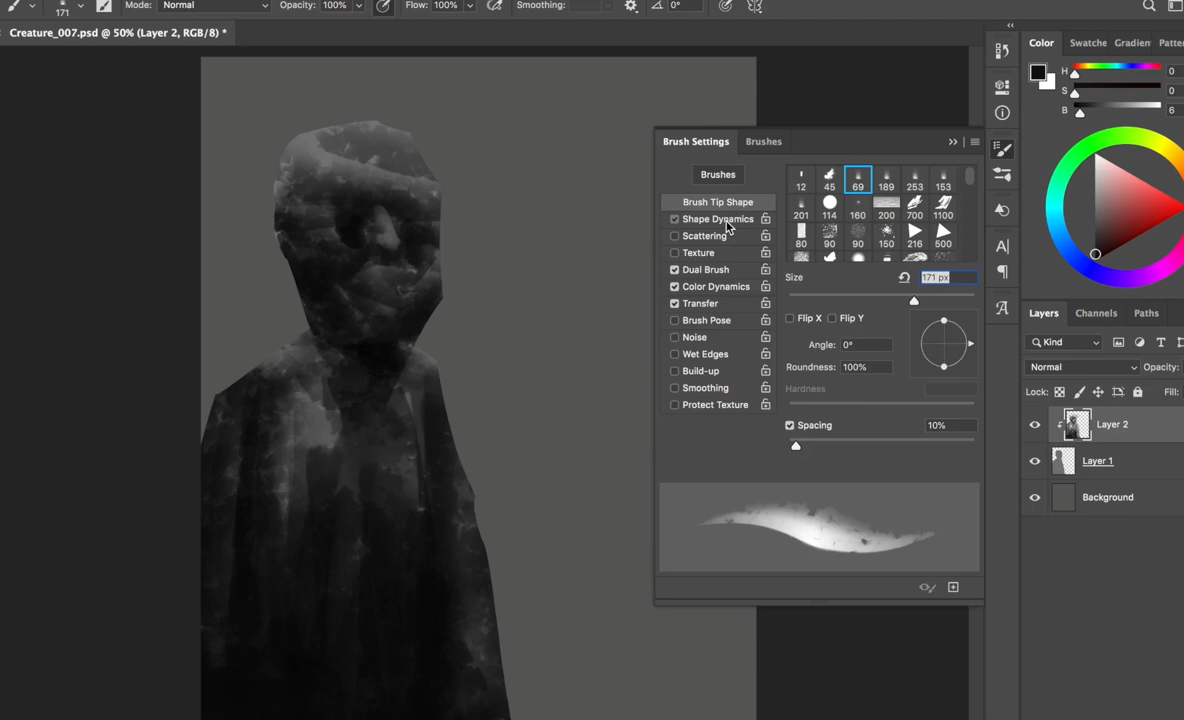 171 Mode: Normal Opacity: 100% Flow: 100% Smoothing: 0°
Creature_007.psd @ 50% (Layer 2, RGB/8) *
Brush Settings Brushes
Brushes
Brush Tip Shape
Shape Dynamics
Scattering
Texture
Dual Brush
Color Dynamics
Transfer
Brush Pose
Noise
Wet Edges
Build-up
Smoothing
Protect Texture
12 45 69 189 253 153
201 114 160 200 700 1100
80 90 90 150 216 500
Size 171 px
Flip X Flip Y
Angle: 0°
Roundness: 100%
Hardness
Spacing 10%
Color Swatche Gradien Patte
H 0
S 0
B 6
Layers Channels Paths
Kind
Normal Opacity:
Lock: Fill:
Layer 2
Layer 1
Background